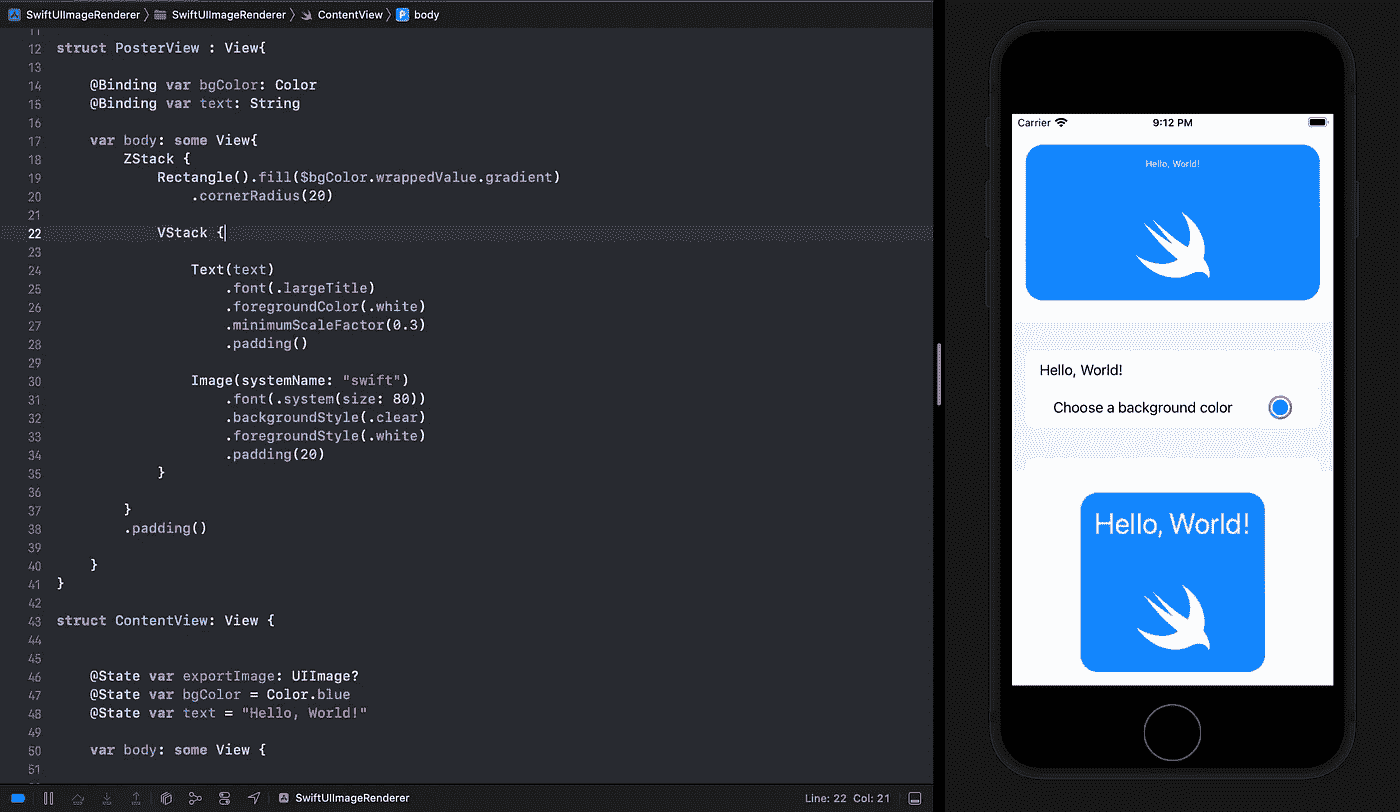 SwiftUIImageRenderer 〉 SwiftUIImageRenderer 〉 ContentView 〉 body
11
12 struct PosterView : View{
13
14     @Binding var bgColor: Color
15     @Binding var text: String
16
17     var body: some View{
18         ZStack {
19             Rectangle().fill($bgColor.wrappedValue.gradient)
20                 .cornerRadius(20)
21
22             VStack {
23
24                 Text(text)
25                     .font(.largeTitle)
26                     .foregroundColor(.white)
27                     .minimumScaleFactor(0.3)
28                     .padding()
29
30                 Image(systemName: "swift")
31                     .font(.system(size: 80))
32                     .backgroundStyle(.clear)
33                     .foregroundStyle(.white)
34                     .padding(20)
35             }
36
37         }
38         .padding()
39
40     }
41 }
42
43 struct ContentView: View {
44
45
46     @State var exportImage: UIImage?
47     @State var bgColor = Color.blue
48     @State var text = "Hello, World!"
49
50     var body: some View {
51
SwiftUIImageRenderer
Line: 22 Col: 21
Carrier 9:12 PM
Hello, World!
Hello, World!
Choose a background color
Hello, World!